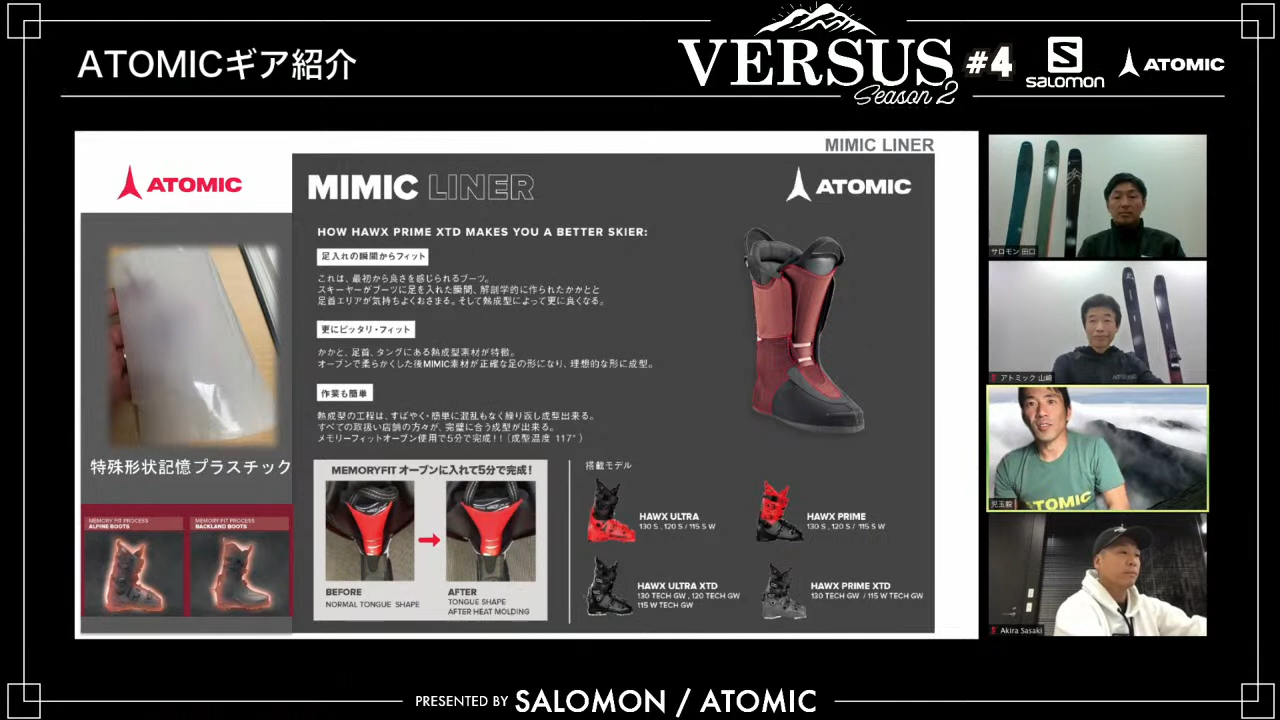 ATOMICギア紹介
VERSUS
Season 2
#4
SALOMON
ATOMIC
MIMIC LINER
ATOMIC
MIMIC LINER
ATOMIC
HOW HAWX PRIME XTD MAKES YOU A BETTER SKIER:
足入れの瞬間からフィット
これは、最初から良さを感じられるブーツ。
スキーヤーがブーツに足を入れた瞬間、解剖学的に作られたかかとと
足首エリアが気持ちよくおさまる。そして熱成型によって更に良くなる。
更にピッタリ・フィット
かかと、足首、タングにある熱成型素材が特徴。
オーブンで柔らかくした後MIMIC素材が正確な足の形になり、理想的な形に成型。
作業も簡単
熱成型の工程は、すばやく・簡単に混乱もなく繰り返し成型出来る。
すべての取扱い店舗の方々が、完璧に合う成型が出来る。
メモリーフィットオーブン使用で5分で完成!!(成型温度 117°)
特殊形状記憶プラスチック
MEMORY FIT PROCESS
ALPINE BOOTS
MEMORY FIT PROCESS
BACKLAND BOOTS
MEMORYFIT オーブンに入れて5分で完成!
BEFORE
NORMAL TONGUE SHAPE
AFTER
TONGUE SHAPE
AFTER HEAT MOLDING
搭載モデル
HAWX ULTRA
130 S , 120 S / 115 S W
HAWX PRIME
130 S, 120 S / 115 S W
HAWX ULTRA XTD
130 TECH GW , 120 TECH GW
115 W TECH GW
HAWX PRIME XTD
130 TECH GW / 115 W TECH GW
サロモン 田口
アトミック 山崎
児玉毅
ATOMIC
Akira Sasaki
PRESENTED BY SALOMON / ATOMIC